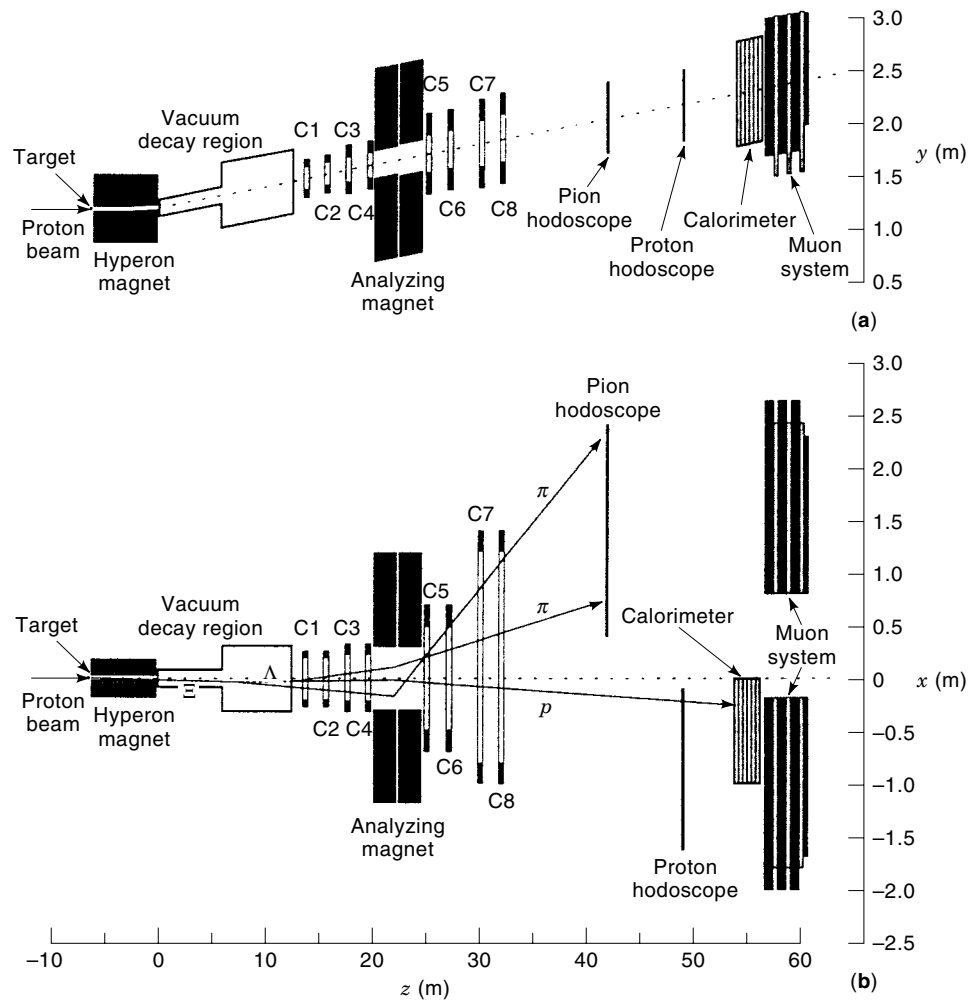 3.0
C7
C5
2.5
Vacuum
decay region
C3
C1
Target
2.0
y (m)
1.5
C2
C4
C6
C8
Pion
hodoscope
Calorimeter
Proton
beam
Hyperon
magnet
Proton
hodoscope
Muon
system
1.0
Analyzing
magnet
0.5
(a)
3.0
Pion
hodoscope
2.5
π
2.0
C7
1.5
π
1.0
C5
Vacuum
decay region
C1
C3
Calorimeter
Target
Muon
system
0.5
Λ
0
x (m)
Proton
beam
Hyperon
magnet
Ξ
p
C2
C4
C6
–0.5
C8
–1.0
Analyzing
magnet
–1.5
Proton
hodoscope
–2.0
–2.5
–10
0
10
20
30
40
50
60
z (m)
(b)